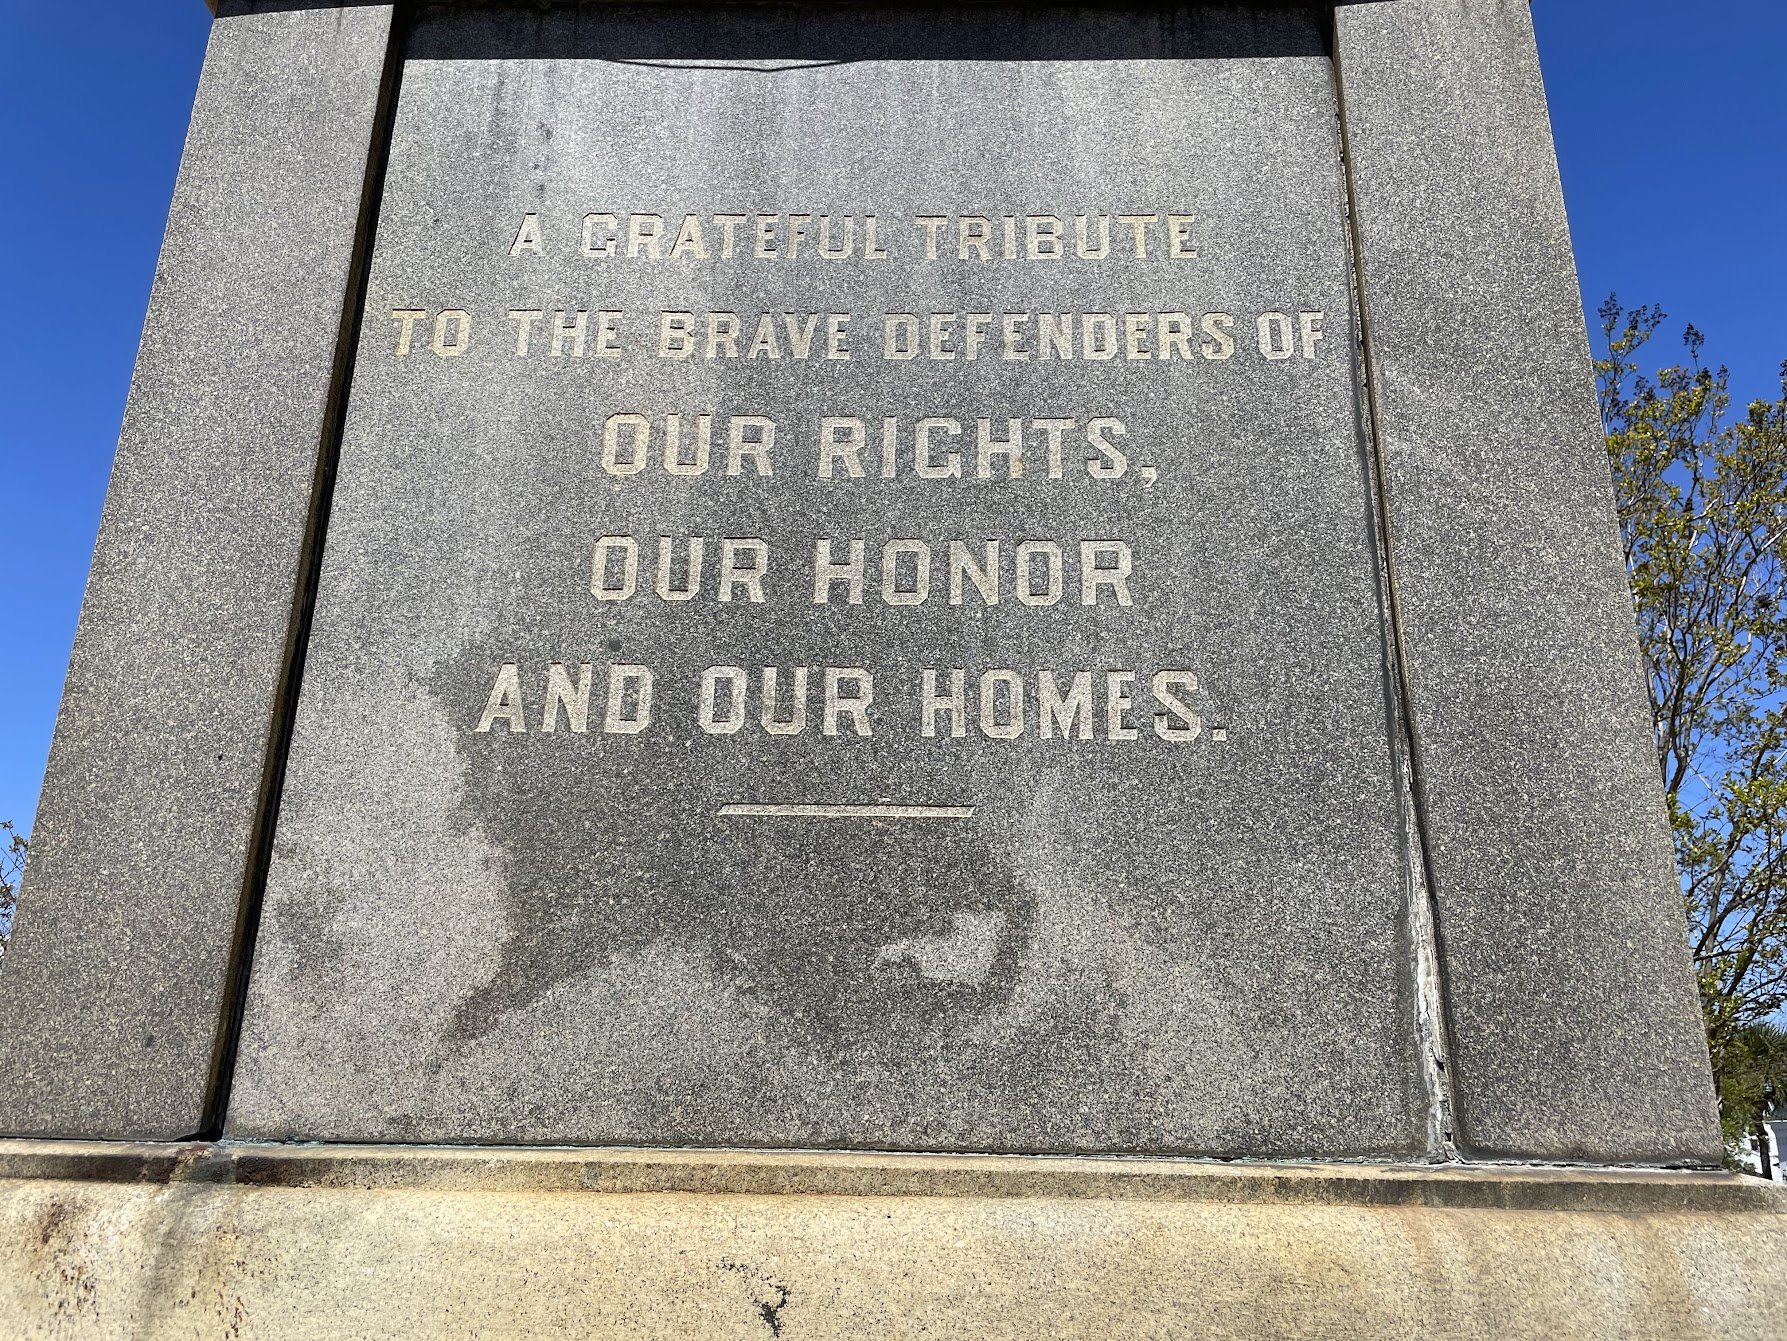 A GRATEFUL TRIBUTE
TO THE BRAVE DEFENDERS OF
OUR RIGHTS,
OUR HONOR
AND OUR HOMES.